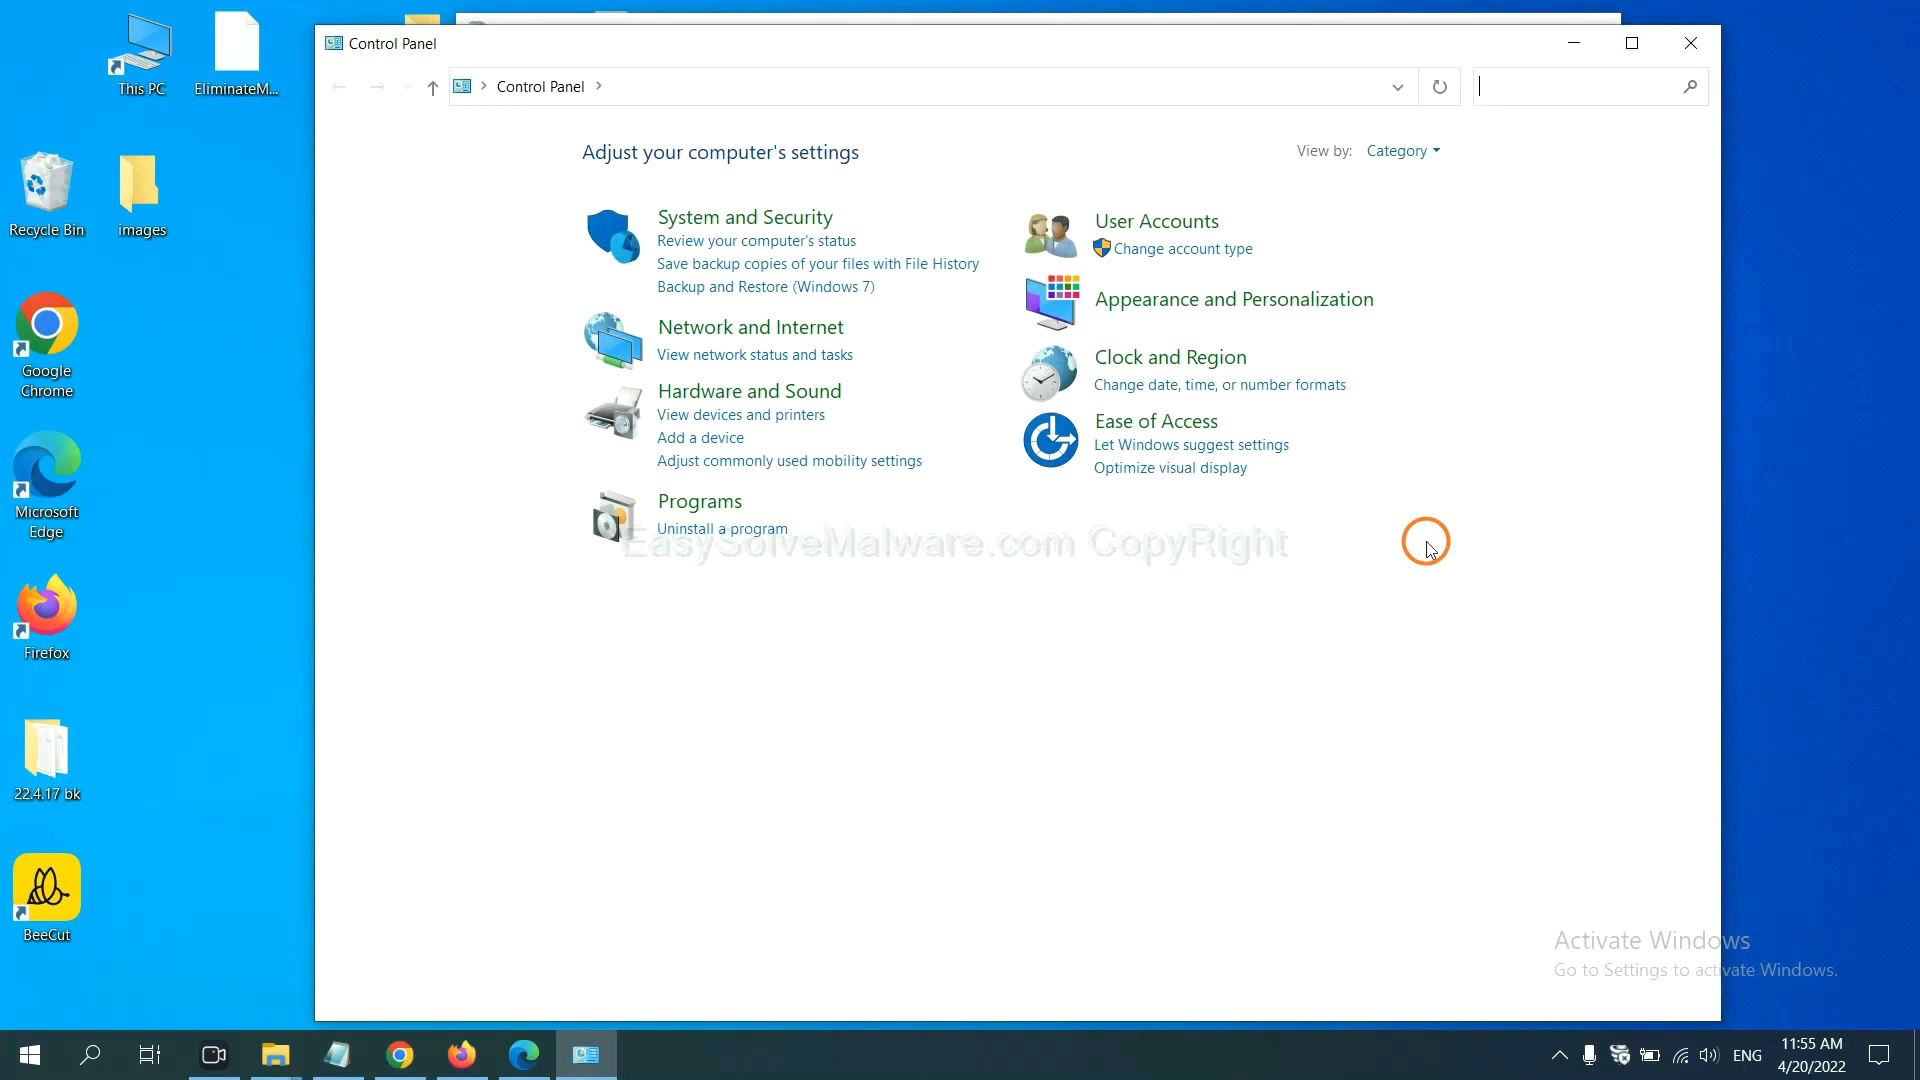 This PC
EliminateM...
Recycle Bin
images
Google
Chrome
Microsoft
Edge
Firefox
22.4.17 bk
BeeCut
Control Panel
Control Panel
Adjust your computer's settings
View by: Category
System and Security
Review your computer's status
Save backup copies of your files with File History
Backup and Restore (Windows 7)
Network and Internet
View network status and tasks
Hardware and Sound
View devices and printers
Add a device
Adjust commonly used mobility settings
Programs
Uninstall a program
User Accounts
Change account type
Appearance and Personalization
Clock and Region
Change date, time, or number formats
Ease of Access
Let Windows suggest settings
Optimize visual display
EasySolveMalware.com CopyRight
Activate Windows
Go to Settings to activate Windows.
ENG
11:55 AM
4/20/2022